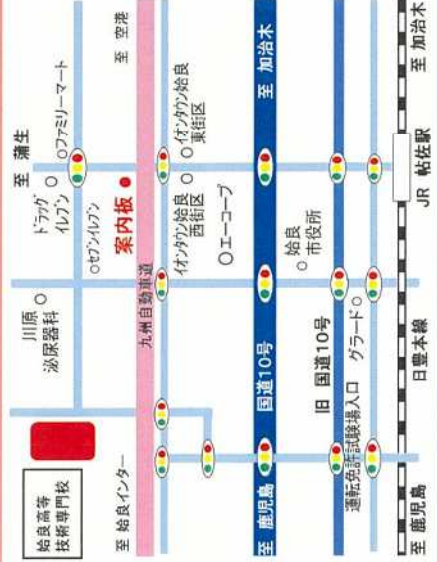 至 蒲生
至 空港
至 加治木
至 加治木
ファミリーマート
ドラッグ
イレブン
セブンイレブン
案内板
イオンタウン姶良
東街区
イオンタウン姶良
西街区
エーコープ
姶良
市役所
JR 帖佐駅
川原
泌尿器科
九州自動車道
国道10号
旧 国道10号
グラード
日豊本線
姶良高等
技術専門校
至 姶良インター
至 鹿児島
運転免許試験場入口
至 鹿児島